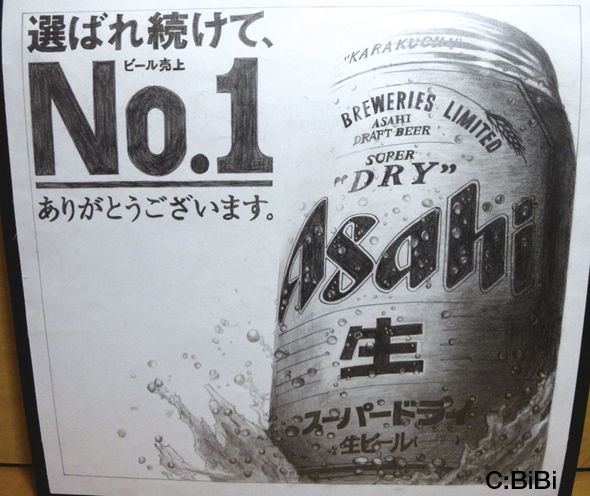 選ばれ続けて、
ビール売上
No.1
ありがとうございます。
"KARAKUCHI"
BREWERIES LIMITED
ASAHI
DRAFT BEER
SUPER
"DRY"
Asahi
生
スーパードライ
生ビール
C:BiBi